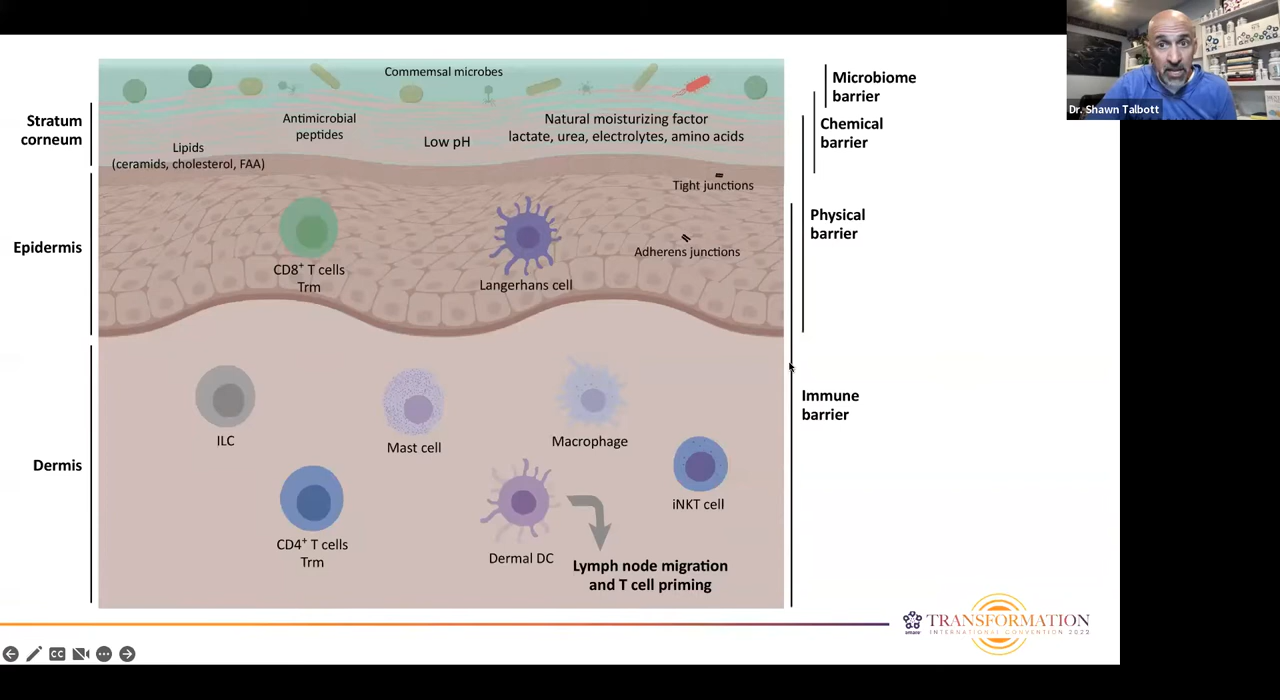 Commemsal microbes
Antimicrobial
peptides
Natural moisturizing factor
lactate, urea, electrolytes, amino acids
Low pH
Lipids
(ceramids, cholesterol, FAA)
Stratum
corneum
Tight junctions
Adherens junctions
CD8+ T cells
Trm
Langerhans cell
Epidermis
Microbiome
barrier
Chemical
barrier
Physical
barrier
Immune
barrier
Dermis
ILC
Mast cell
Macrophage
iNKT cell
CD4+ T cells
Trm
Dermal DC
Lymph node migration
and T cell priming
amare
TRANSFORMATION
INTERNATIONAL CONVENTION 2022
CC
Dr. Shawn Talbott